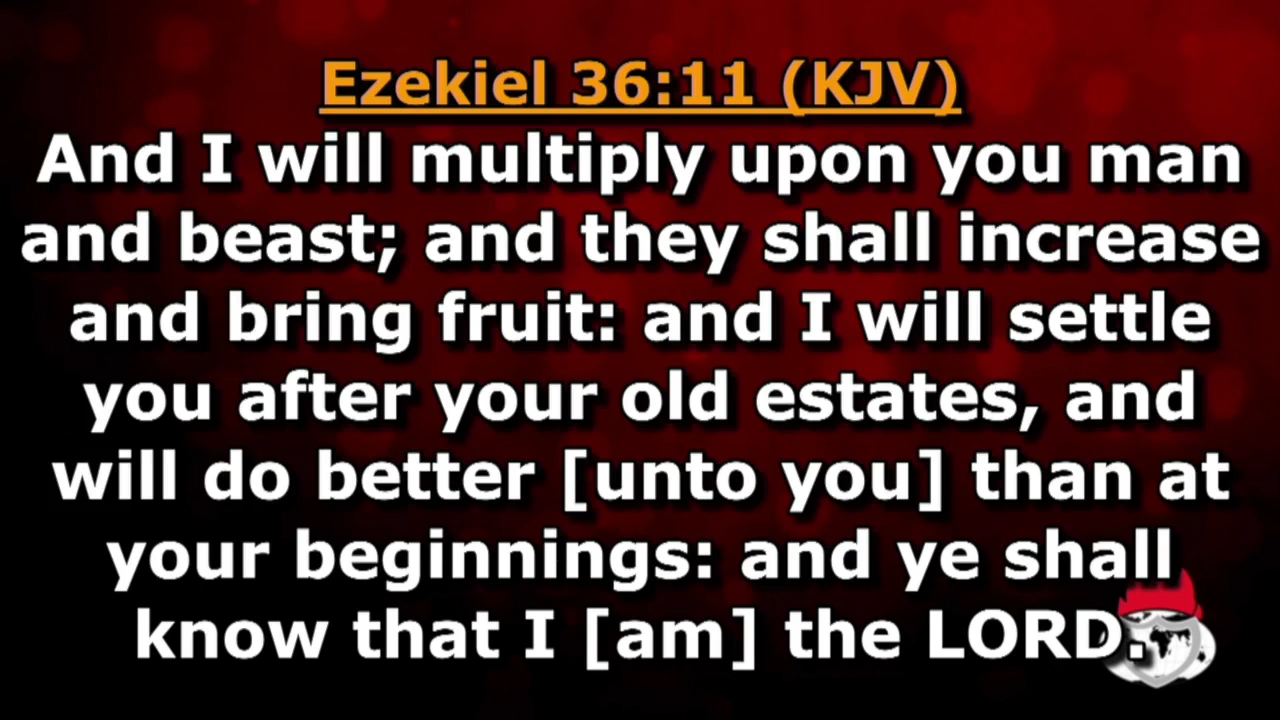 Ezekiel 36:11 (KJV)
And I will multiply upon you man
and beast; and they shall increase
and bring fruit: and I will settle
you after your old estates, and
will do better [unto you] than at
your beginnings: and ye shall
know that I [am] the LORD.